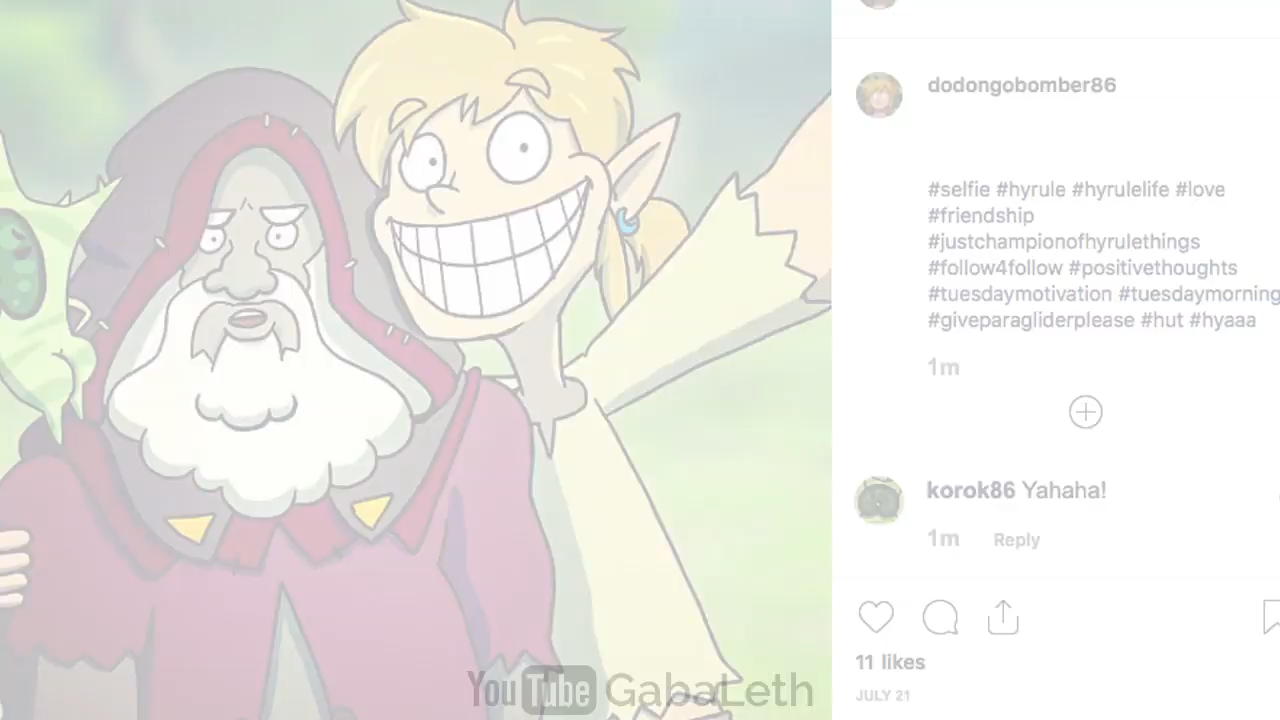 dodongobomber86
#selfie #hyrule #hyrulelife #love
#friendship
#justchampionofhyrulethings
#follow4follow #positivethoughts
#tuesdaymotivation #tuesdaymorning
#giveparagliderplease #hut #hyaaa
1m
korok86 Yahaha!
1m Reply
11 likes
JULY 21
YouTube GabaLeth